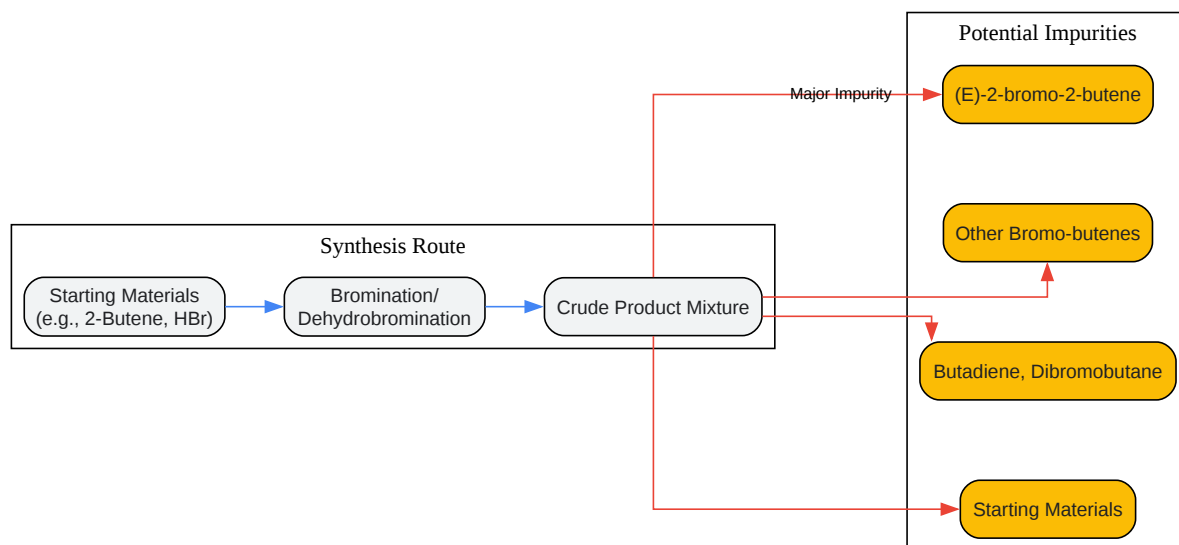 Potential Impurities
(E)-2-bromo-2-butene
Major Impurity
Other Bromo-butenes
Synthesis Route
Starting Materials
(e.g., 2-Butene, HBr)
Bromination/
Dehydrobromination
Crude Product Mixture
Butadiene, Dibromobutane
Starting Materials